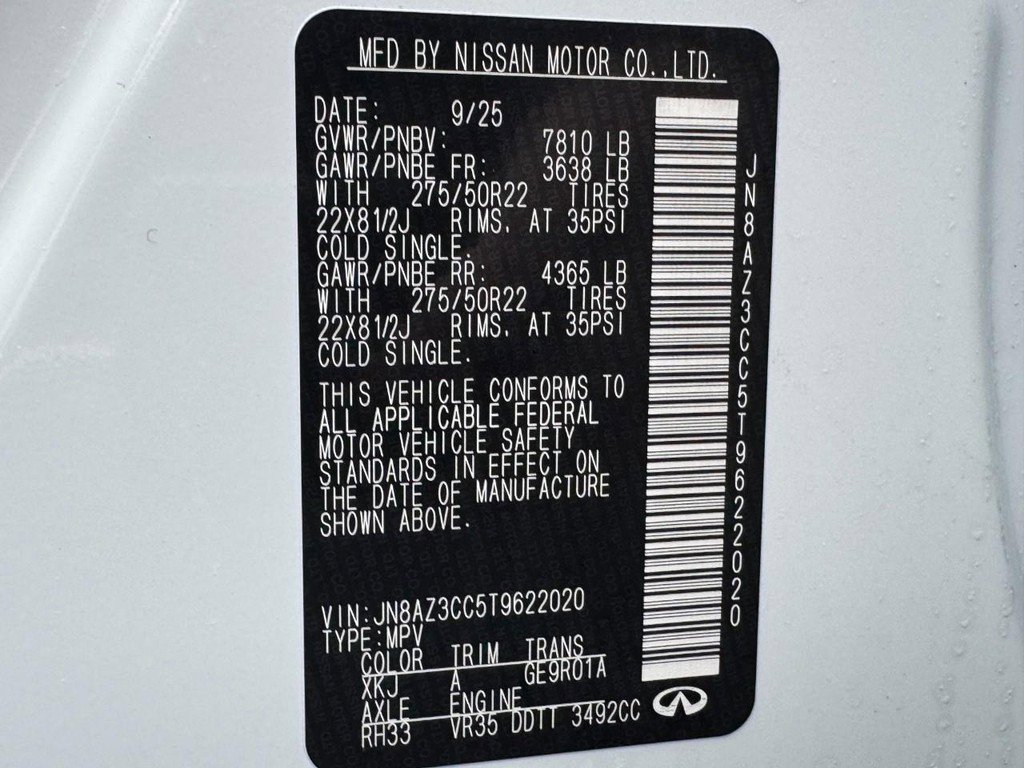 MFD BY NISSAN MOTOR CO.,LTD.
DATE: 9/25
GVWR/PNBV: 7810 LB
GAWR/PNBE FR: 3638 LB
WITH 275/50R22 TIRES
22X81/2J RIMS. AT 35PSI
COLD SINGLE.
GAWR/PNBE RR: 4365 LB
WITH 275/50R22 TIRES
22X81/2J RIMS. AT 35PSI
COLD SINGLE.
THIS VEHICLE CONFORMS TO
ALL APPLICABLE FEDERAL
MOTOR VEHICLE SAFETY
STANDARDS IN EFFECT ON
THE DATE OF MANUFACTURE
SHOWN ABOVE.
VIN:JN8AZ3CC5T9622020
TYPE:MPV
COLOR TRIM TRANS
XKJ A GE9R01A
AXLE ENGINE
RH33 VR35 DDTT 3492CC
JN8AZ3CC5T9622020